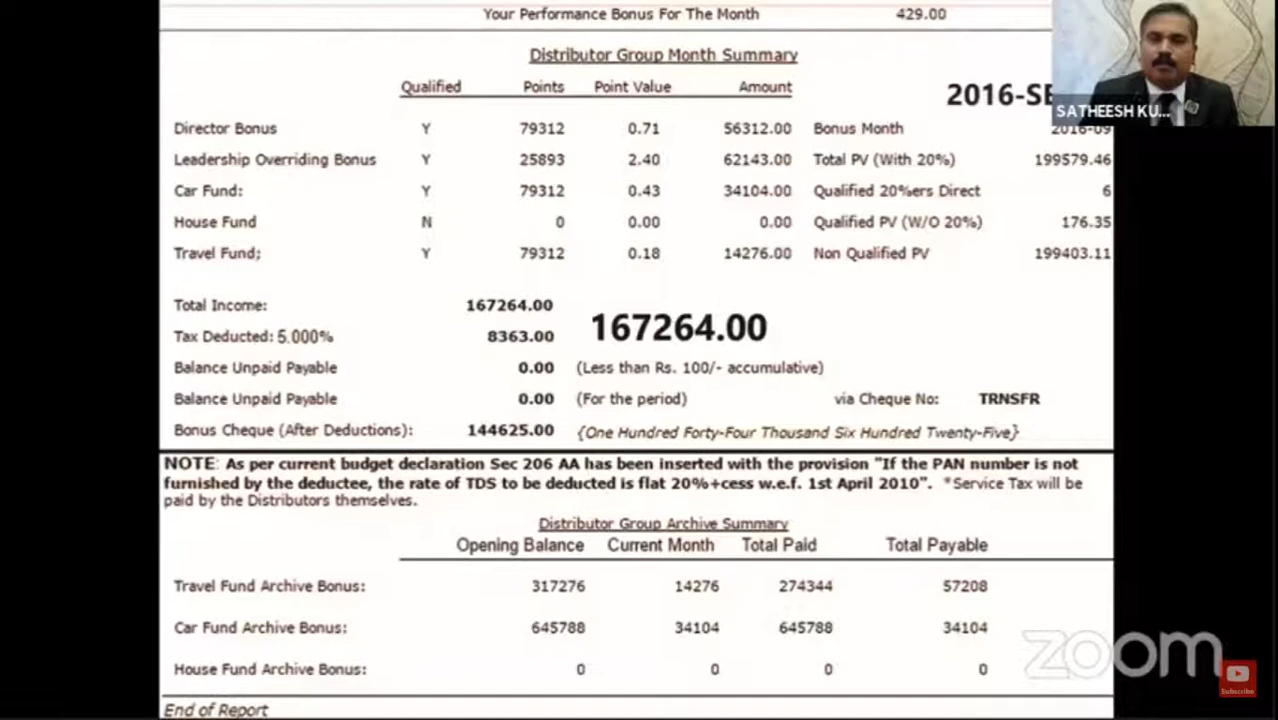 Your Performance Bonus For The Month 429.00
Distributor Group Month Summary
Qualified Points Point Value Amount
2016-SE
SATHEESH KU...
Director Bonus Y 79312 0.71 56312.00 Bonus Month 2016-09
Leadership Overriding Bonus Y 25893 2.40 62143.00 Total PV (With 20%) 199579.46
Car Fund: Y 79312 0.43 34104.00 Qualified 20%ers Direct 6
House Fund N 0 0.00 0.00 Qualified PV (W/O 20%) 176.35
Travel Fund; Y 79312 0.18 14276.00 Non Qualified PV 199403.11
Total Income: 167264.00
167264.00
Tax Deducted: 5.000% 8363.00
Balance Unpaid Payable 0.00 (Less than Rs. 100/- accumulative)
Balance Unpaid Payable 0.00 (For the period) via Cheque No: TRNSFR
Bonus Cheque (After Deductions): 144625.00 {One Hundred Forty-Four Thousand Six Hundred Twenty-Five}
NOTE: As per current budget declaration Sec 206 AA has been inserted with the provision "If the PAN number is not
furnished by the deductee, the rate of TDS to be deducted is flat 20%+cess w.e.f. 1st April 2010". *Service Tax will be
paid by the Distributors themselves.
Distributor Group Archive Summary
Opening Balance Current Month Total Paid Total Payable
Travel Fund Archive Bonus: 317276 14276 274344 57208
Car Fund Archive Bonus: 645788 34104 645788 34104
House Fund Archive Bonus: 0 0 0 0
zoom
Subscribe
End of Report